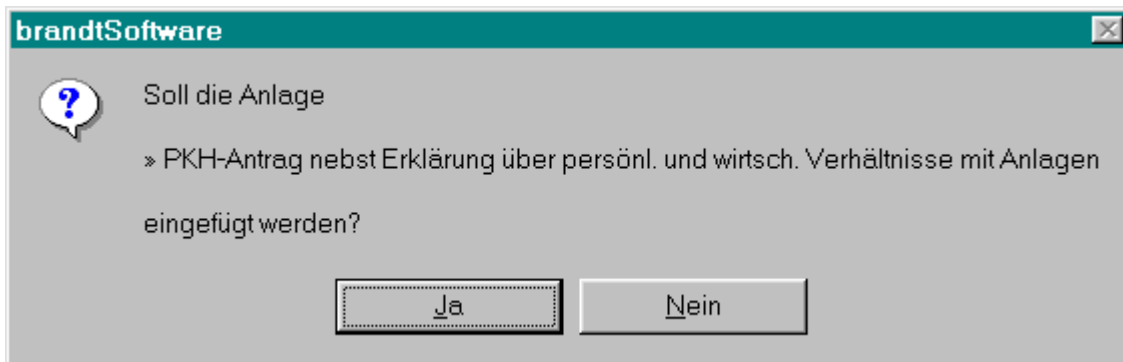 brandtSoftware
Soll die Anlage
» PKH-Antrag nebst Erklärung über persönl. und wirtsch. Verhältnisse mit Anlagen
eingefügt werden?
Ja
Nein